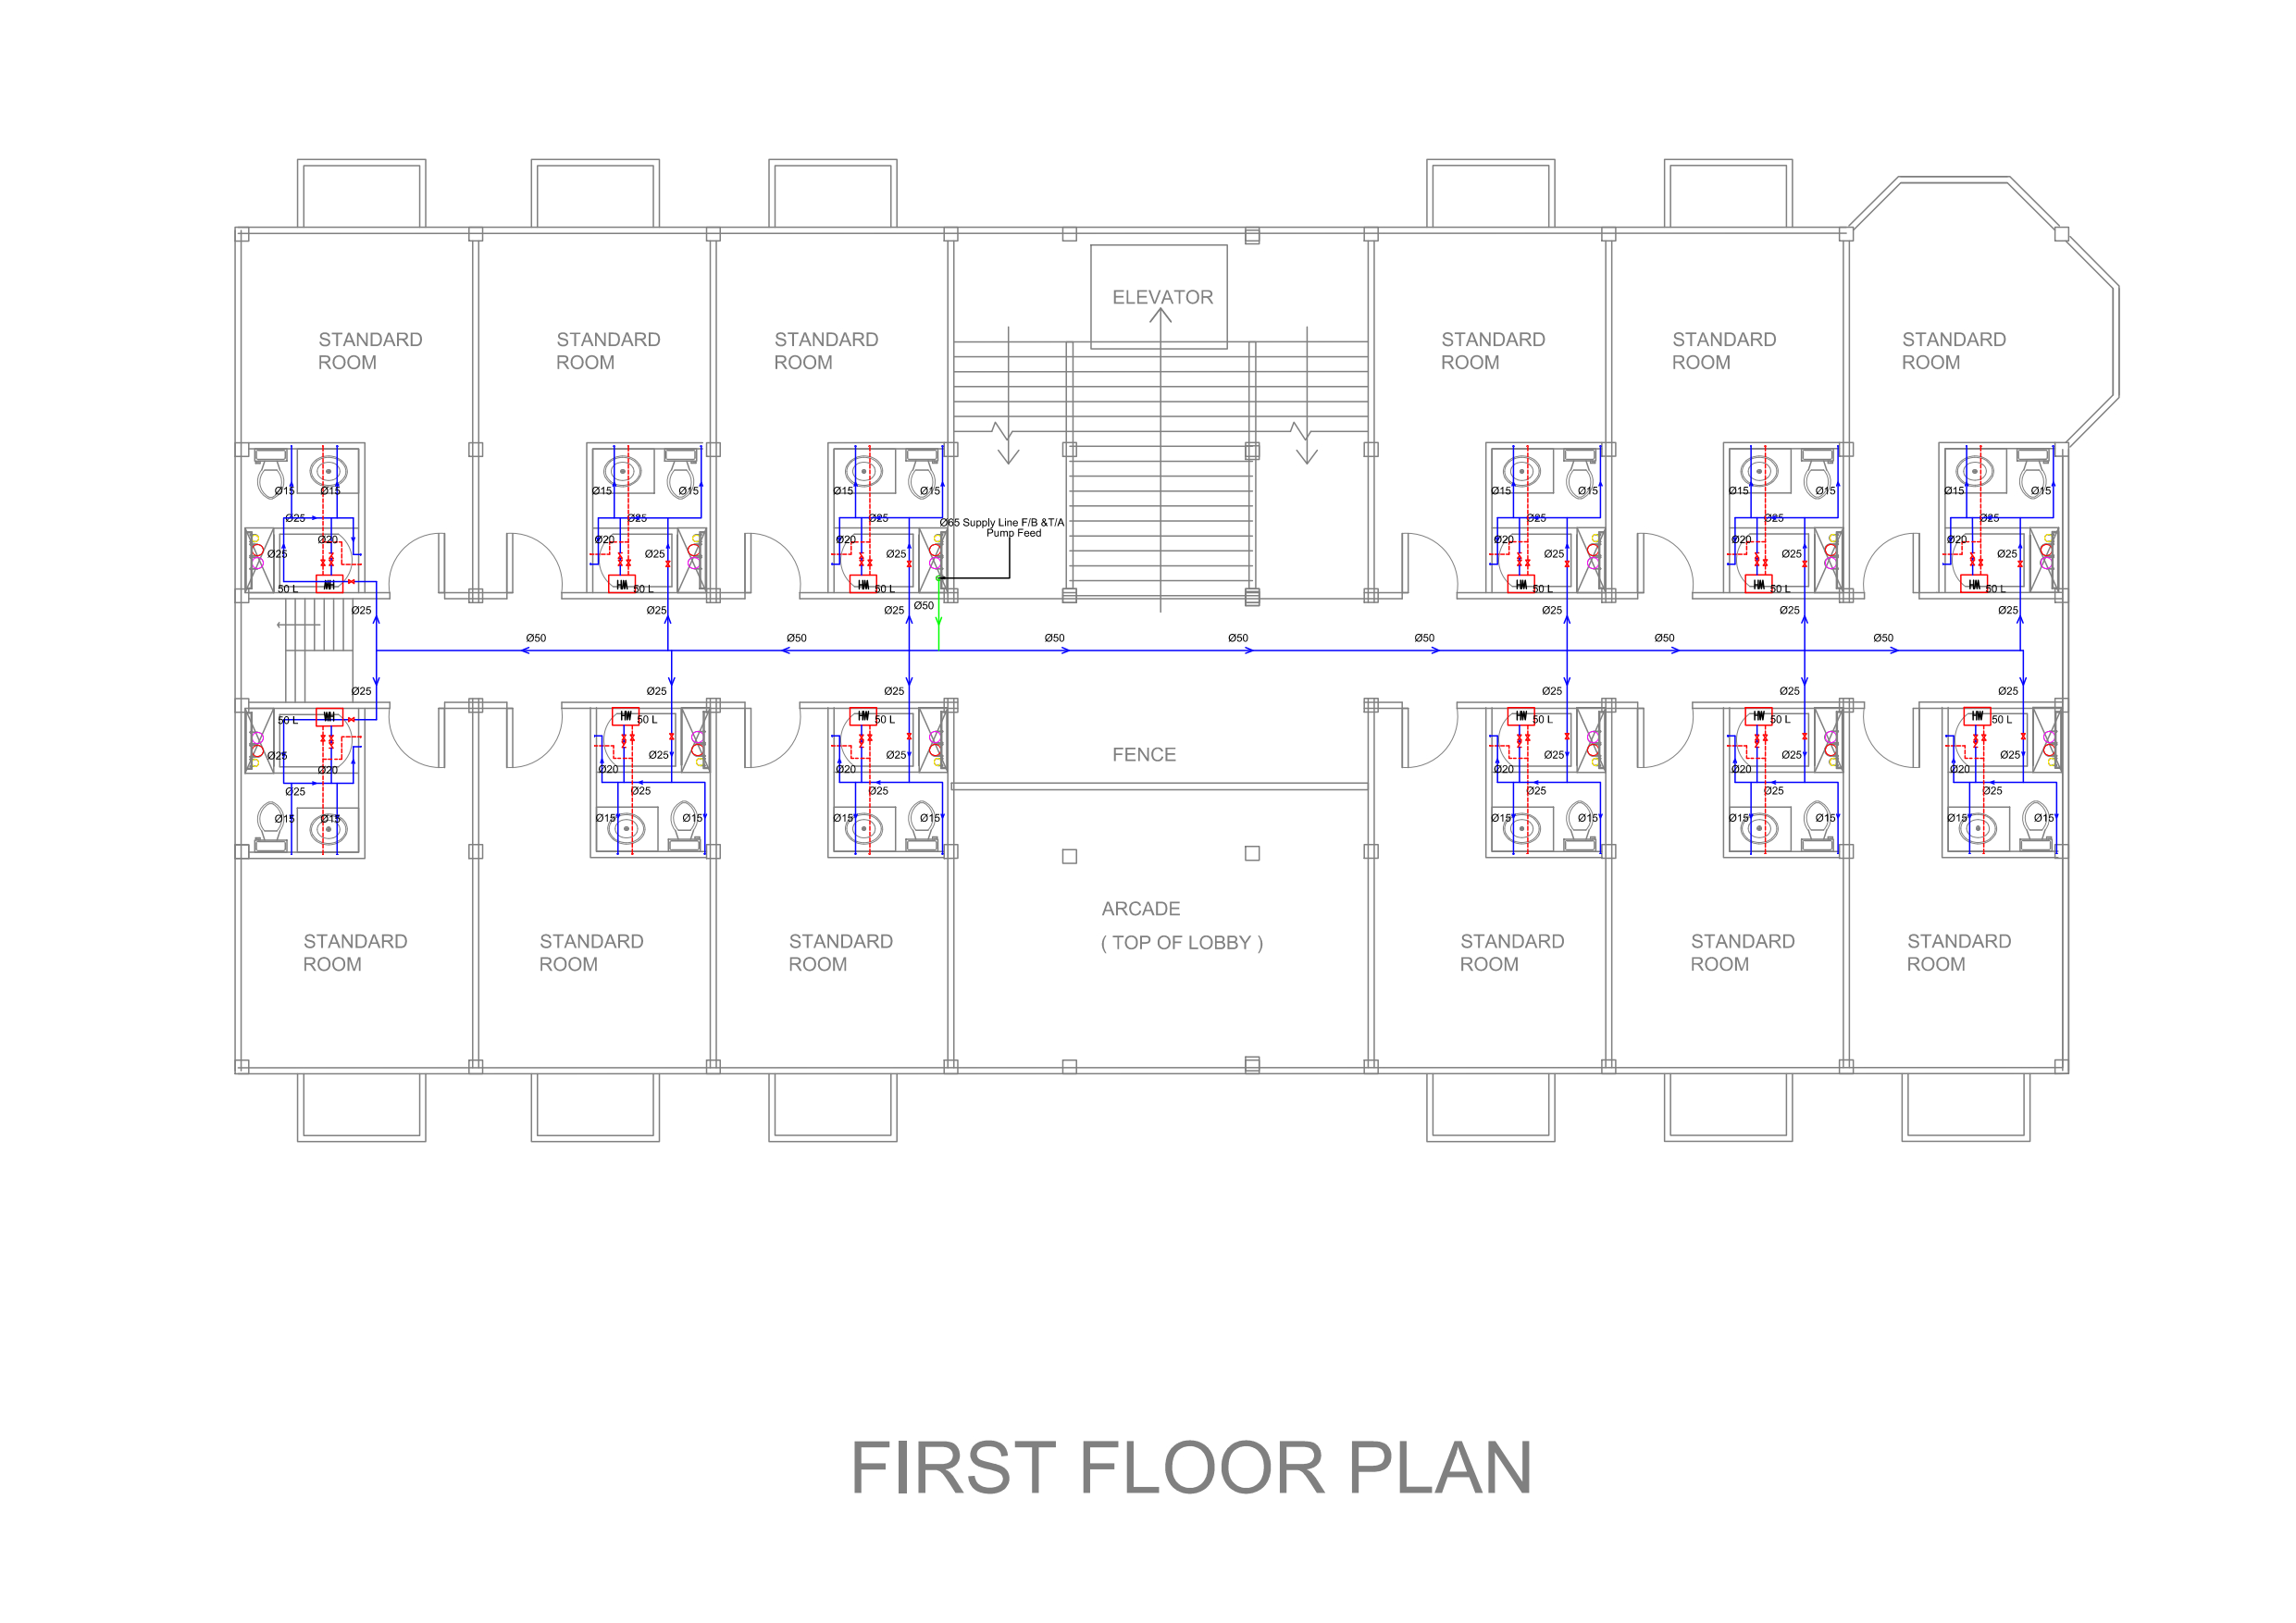 ELEVATOR
STANDARD
ROOM
STANDARD
ROOM
STANDARD
ROOM
STANDARD
ROOM
STANDARD
ROOM
STANDARD
ROOM
Ø15 Ø15 Ø15 Ø15 Ø15 Ø15 Ø15 Ø15 Ø15 Ø15 Ø15 Ø15
Ø25 Ø25 Ø25 Ø25 Ø25 Ø25
Ø65 Supply Line F/B &T/A
Pump Feed
Ø20 Ø20 Ø20 Ø20 Ø20 Ø20
Ø25 Ø25 Ø25 Ø25 Ø25 Ø25
WH HW HW HW HW HW
50 L 50 L 50 L 50 L 50 L 50 L
Ø25 Ø25 Ø25 Ø50 Ø25 Ø25 Ø25
Ø50 Ø50 Ø50 Ø50 Ø50 Ø50 Ø50
Ø25 Ø25 Ø25 Ø25 Ø25 Ø25
WH HW HW HW HW HW
50 L 50 L 50 L 50 L 50 L 50 L
Ø25 Ø25 Ø25 Ø25 Ø25 Ø25
FENCE
Ø20 Ø20 Ø20 Ø20 Ø20 Ø20
Ø25 Ø25 Ø25 Ø25 Ø25 Ø25
Ø15 Ø15 Ø15 Ø15 Ø15 Ø15 Ø15 Ø15 Ø15 Ø15 Ø15 Ø15
ARCADE
( TOP OF LOBBY )
STANDARD
ROOM
STANDARD
ROOM
STANDARD
ROOM
STANDARD
ROOM
STANDARD
ROOM
STANDARD
ROOM
FIRST FLOOR PLAN